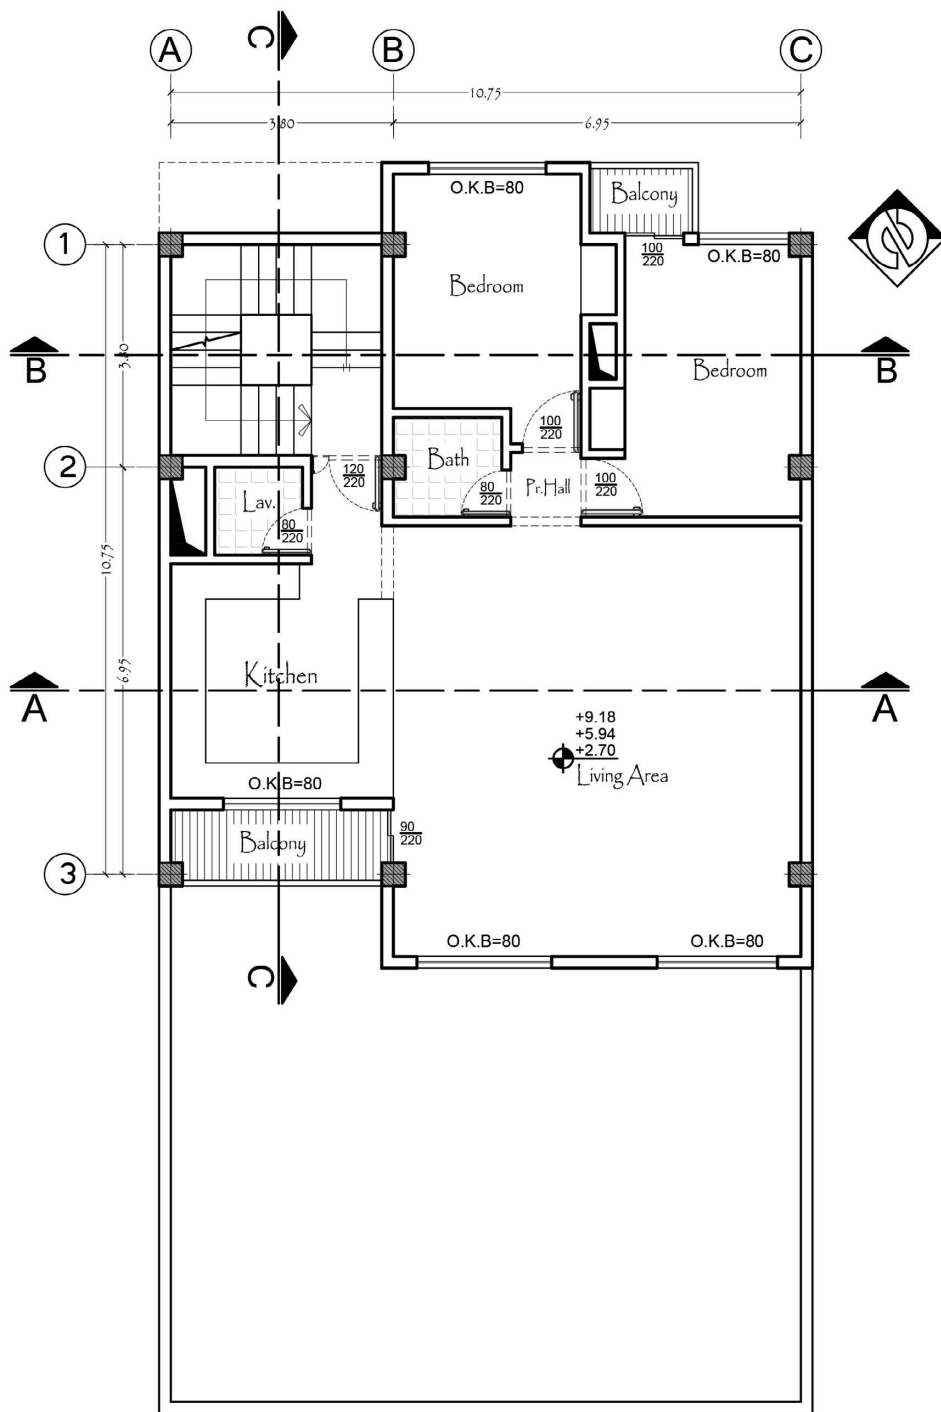 C
A
B
C
10.75
3.80
6.95
Balcony
O.K.B=80
1
100
220
O.K.B=80
Bedroom
B
3.80
Bedroom
B
100
220
2
120
220
Bath
80
220
Pr.Hall
100
220
Lav.
80
220
10.75
6.95
Kitchen
A
A
+9.18
+5.94
+2.70
Living Area
O.K.B=80
90
220
Balcony
3
O.K.B=80
O.K.B=80
C